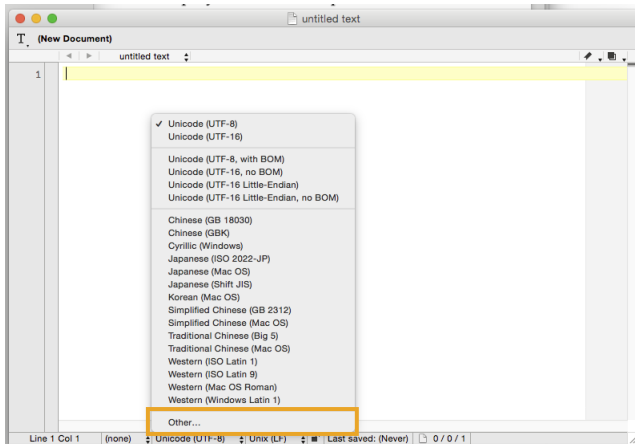 untitled text
T. (New Document)
untitled text
1
✓ Unicode (UTF-8)
Unicode (UTF-16)
Unicode (UTF-8, with BOM)
Unicode (UTF-16, no BOM)
Unicode (UTF-16 Little-Endian)
Unicode (UTF-16 Little-Endian, no BOM)
Chinese (GB 18030)
Chinese (GBK)
Cyrillic (Windows)
Japanese (ISO 2022-JP)
Japanese (Mac OS)
Japanese (Shift JIS)
Korean (Mac OS)
Simplified Chinese (GB 2312)
Simplified Chinese (Mac OS)
Traditional Chinese (Big 5)
Traditional Chinese (Mac OS)
Western (ISO Latin 1)
Western (ISO Latin 9)
Western (Mac OS Roman)
Western (Windows Latin 1)
Other...
Line 1 Col 1 (none) Unicode (UTF-8) Unix (LF) Last saved: (Never) 0 / 0 / 1